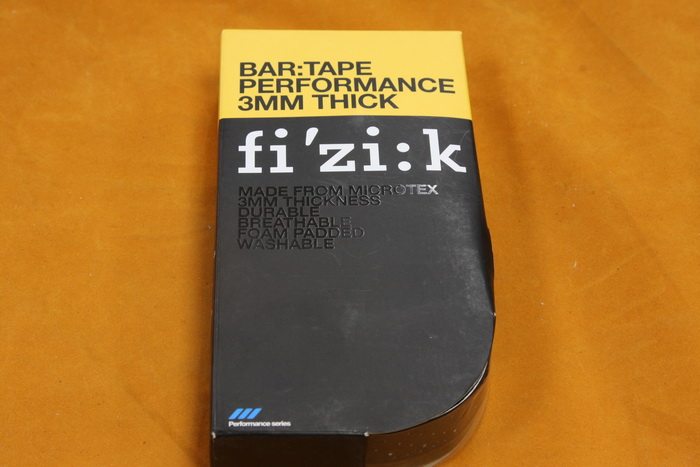 BAR:TAPE
PERFORMANCE
3MM THICK
fi'zi:k
MADE FROM MICROTEX
3MM THICKNESS
DURABLE
BREATHABLE
FOAM PADDED
WASHABLE
Performance series